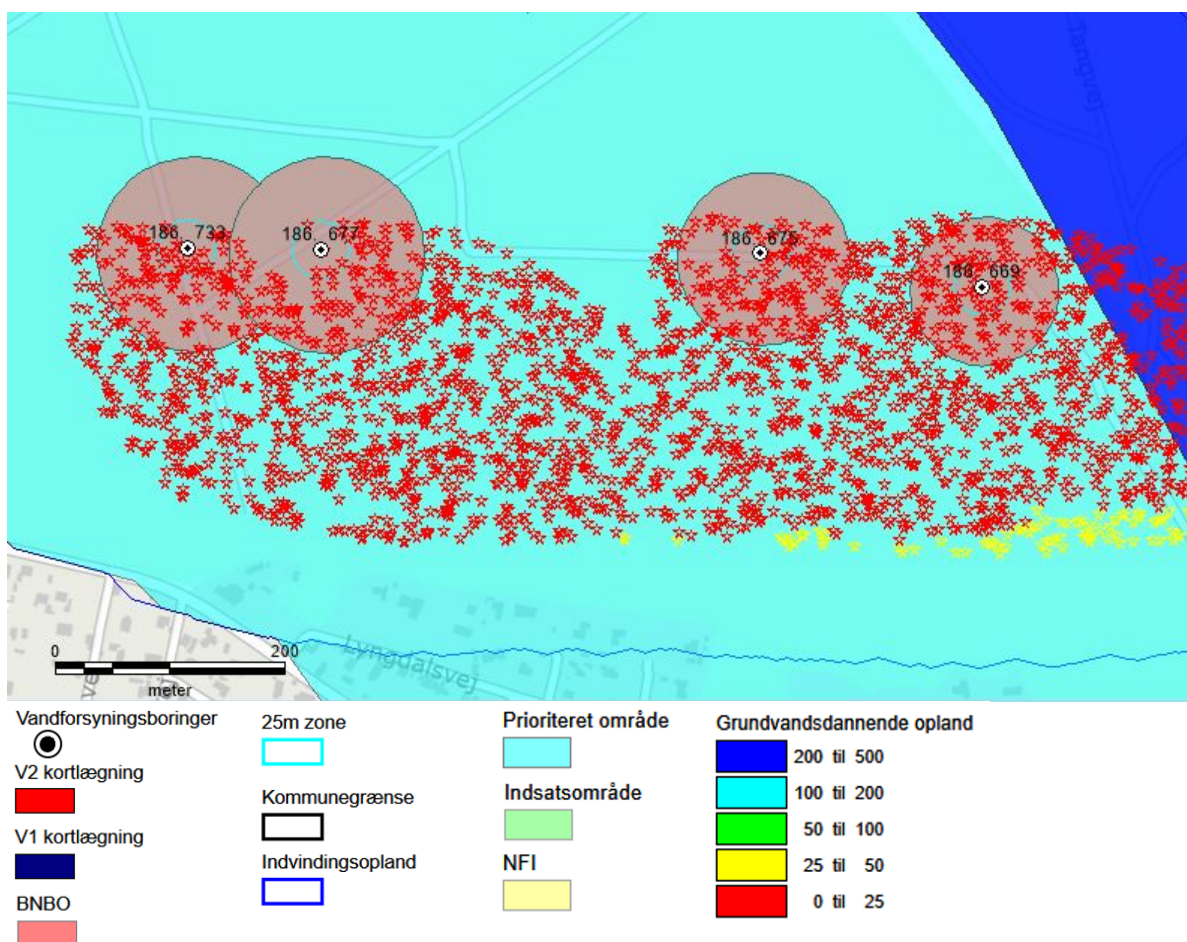 Tangvej
186. 733
186. 677
186. 675
186. 669
Lyngdalsvej
0 200
meter
vej
Vandforsyningsboringer
V2 kortlægning
V1 kortlægning
BNBO
25m zone
Kommunegrænse
Indvindingsopland
Prioriteret område
Indsatsområde
NFI
Grundvandsdannende opland
200 til 500
100 til 200
50 til 100
25 til 50
0 til 25